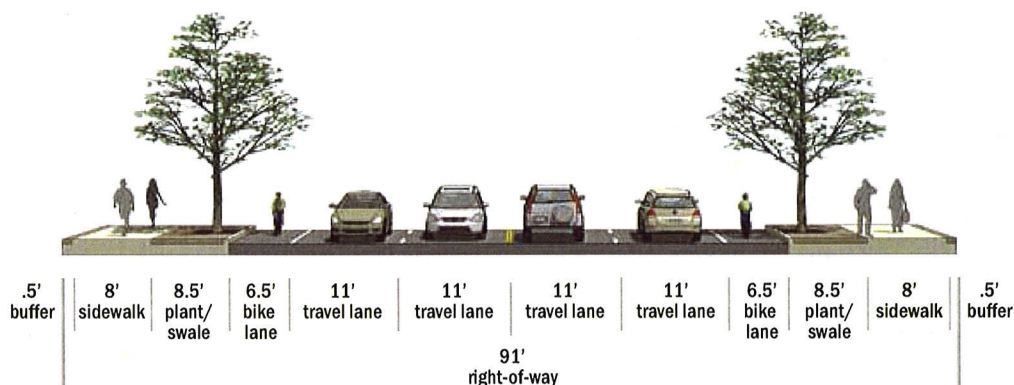 .5' 8' 8.5' 6.5' 11' 11' 11' 11' 6.5' 8.5' 8' .5'
buffer sidewalk plant/ bike travel lane travel lane travel lane travel lane bike plant/ sidewalk buffer
swale lane lane swale
91'
right-of-way